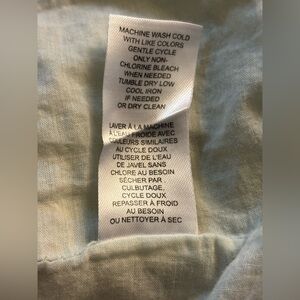 MACHINE WASH COLD
WITH LIKE COLORS
GENTLE CYCLE
ONLY NON-
CHLORINE BLEACH
WHEN NEEDED
TUMBLE DRY LOW
COOL IRON
IF NEEDED
OR DRY CLEAN
LAVER À LA MACHINE
À L'EAU FROIDE AVEC
COULEURS SIMILAIRES
AU CYCLE DOUX
UTILISER DE L'EAU
DE JAVEL SANS
CHLORE AU BESOIN
SÉCHER PAR
CULBUTAGE,
CYCLE DOUX
REPASSER À FROID
AU BESOIN
OU NETTOYER À SEC